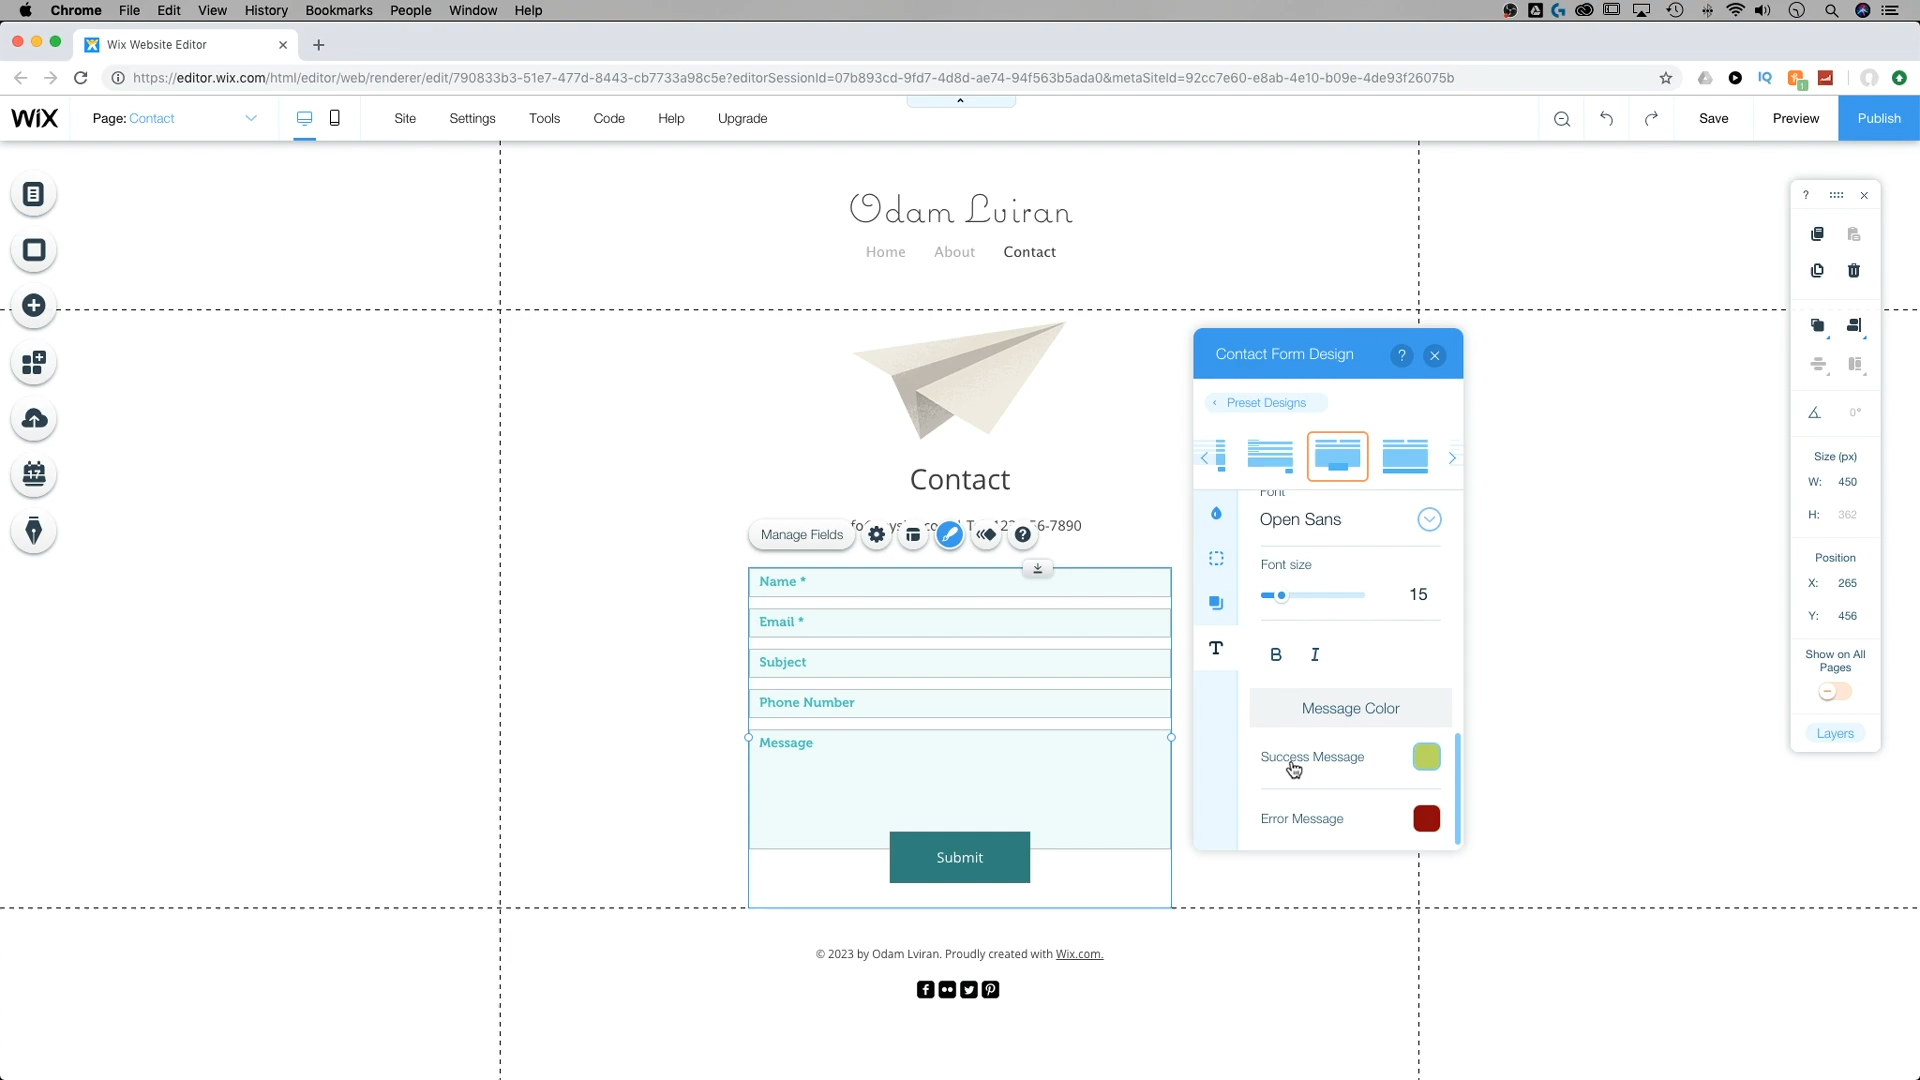 Chrome File Edit View History Bookmarks People Window Help
Wix Website Editor
https://editor.wix.com/html/editor/web/renderer/edit/790833b3-51e7-477d-8443-cb7733a98c5e?editorSessionId=07b893cd-9fd7-4d8d-ae74-94f563b5ada0&metaSiteId=92cc7e60-e8ab-4e10-b09e-4de93f26075b
IQ
1
WiX Page: Contact Site Settings Tools Code Help Upgrade Save Preview Publish
Odam Lviran
Home About Contact
17
Contact
56-7890
Manage Fields
?
Name *
Email *
Subject
Phone Number
Message
Submit
Contact Form Design ?
Preset Designs
Font
Open Sans
Font size
15
T
B I
Message Color
Success Message
Error Message
?
0°
Size (px)
W: 450
H: 362
Position
X: 265
Y: 456
Show on All
Pages
Layers
© 2023 by Odam Lviran. Proudly created with Wix.com.